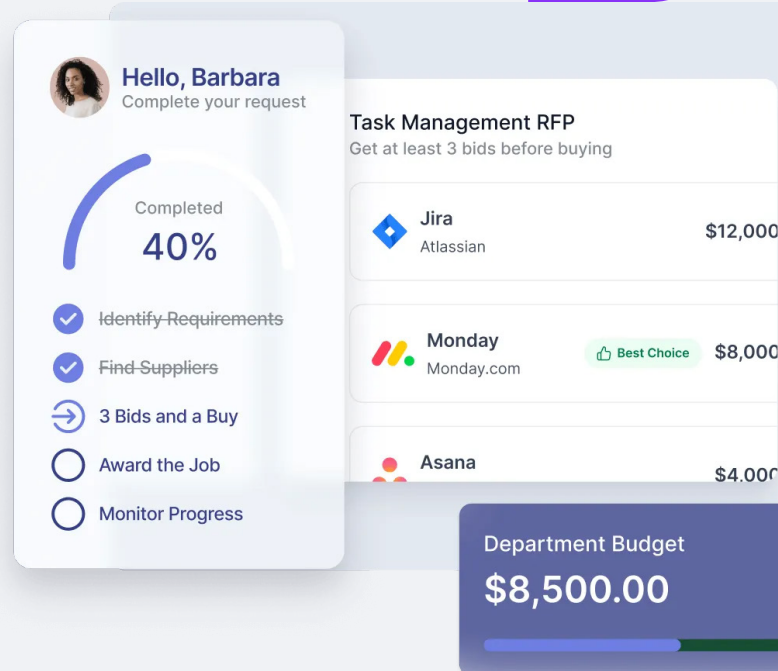 Hello, Barbara
Complete your request
Completed
40%
Identify Requirements
Find Suppliers
3 Bids and a Buy
Award the Job
Monitor Progress
Task Management RFP
Get at least 3 bids before buying
Jira
Atlassian
$12,000
Monday
Monday.com
Best Choice
$8,000
Asana
$4,000
Department Budget
$8,500.00